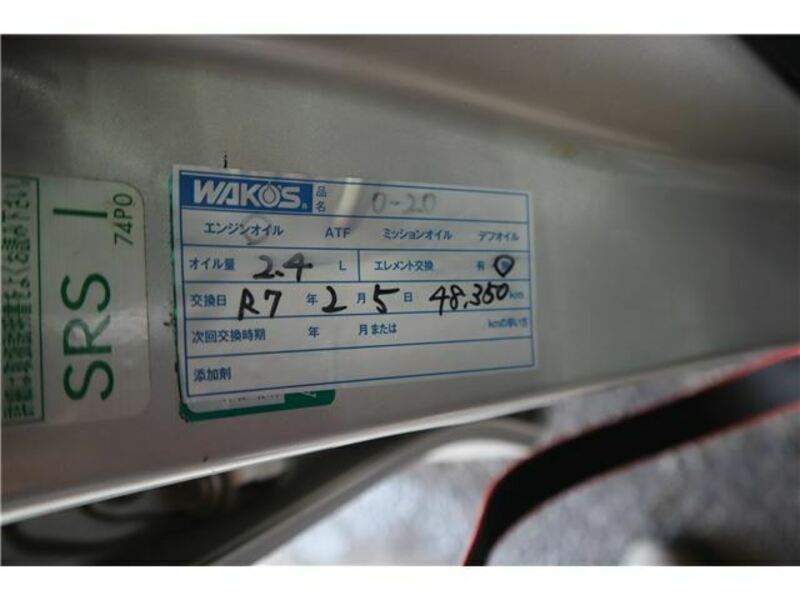 SRS
74P0
WAKO'S
品名 0-20
エンジンオイル ATF ミッションオイル デフオイル
オイル量 2.4 L エレメント交換 有
交換日 R7 年 2 月 5 日 48,350 km
次回交換時期 年 月または kmの早い方
添加剤